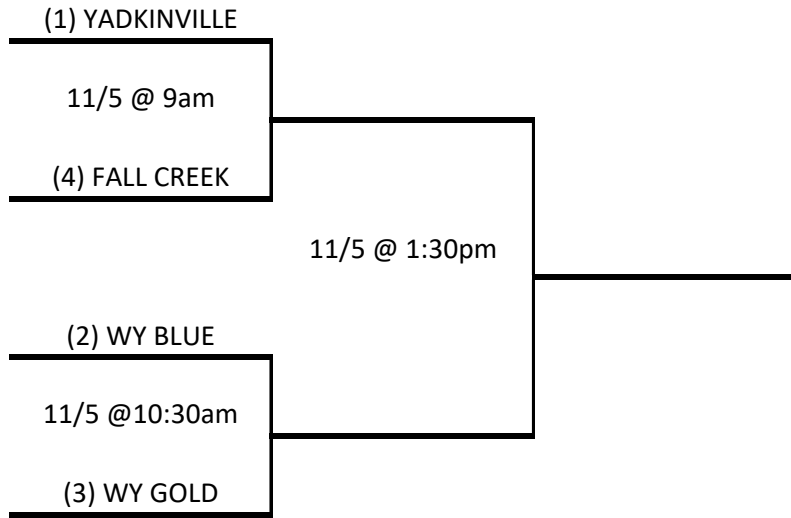 (1) YADKINVILLE
11/5 @ 9am
(4) FALL CREEK
11/5 @ 1:30pm
(2) WY BLUE
11/5 @10:30am
(3) WY GOLD